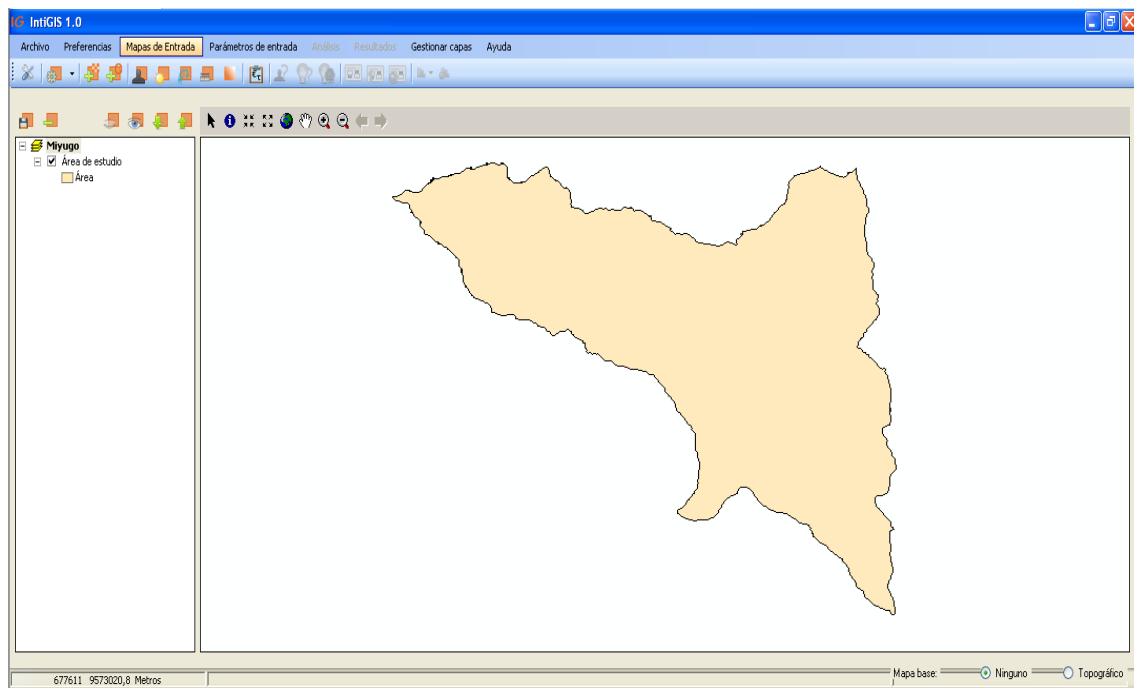 IG IntiGIS 1.0
Archivo Preferencias Mapas de Entrada Parámetros de entrada Análisis Resultados Gestionar capas Ayuda
Miyugo
Área de estudio
Área
677611 9573020,8 Metros
Mapa base: Ninguno Topográfico